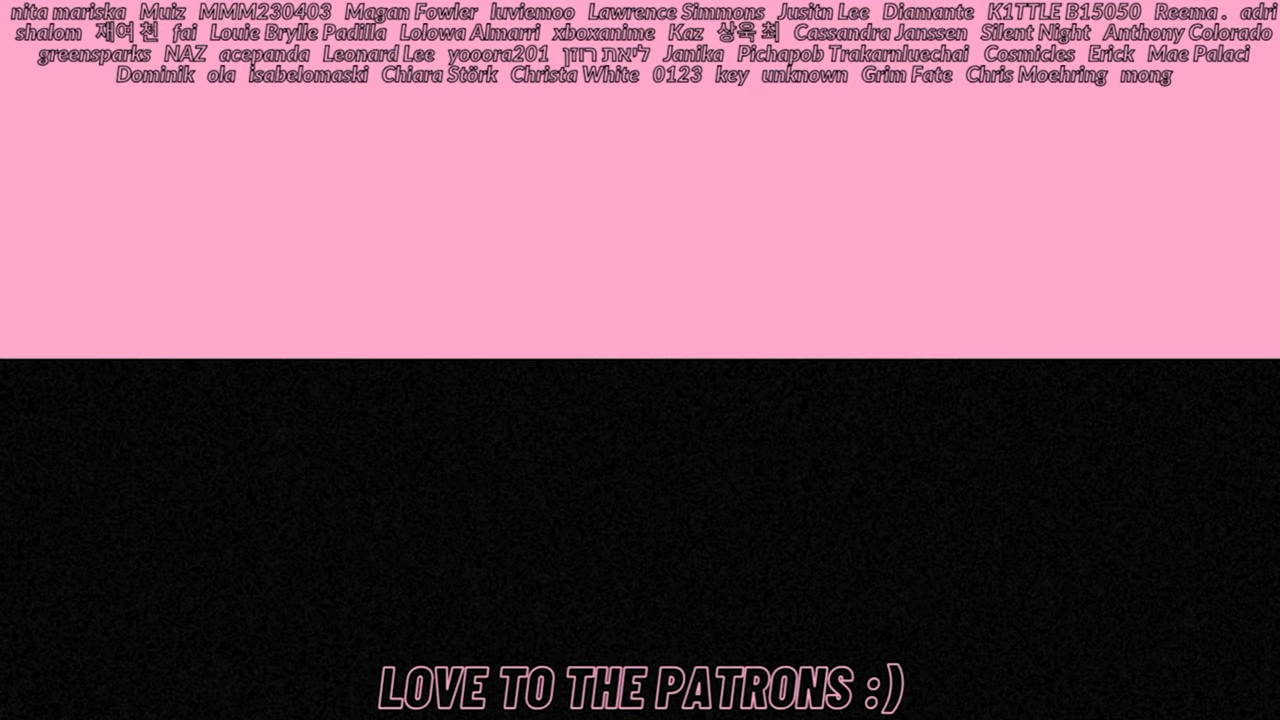 nita mariska Muiz MMM230403 Magan Fowler luviemoo Lawrence Simmons Jusitn Lee Diamante K1TTLE B15050 Reema . adri
shalom 재여 천 fai Louie Brylle Padilla Lolowa Almarri xboxanime Kaz 상욱 최 Cassandra Janssen Silent Night Anthony Colorado
greensparks NAZ acepanda Leonard Lee yooora201 ליאת רוזן Janika Pichapob Trakarnluechai Cosmicles Erick Mae Palaci
Dominik ola isabelomaski Chiara Störk Christa White 0123 key unknown Grim Fate Chris Moehring mong
LOVE TO THE PATRONS :)